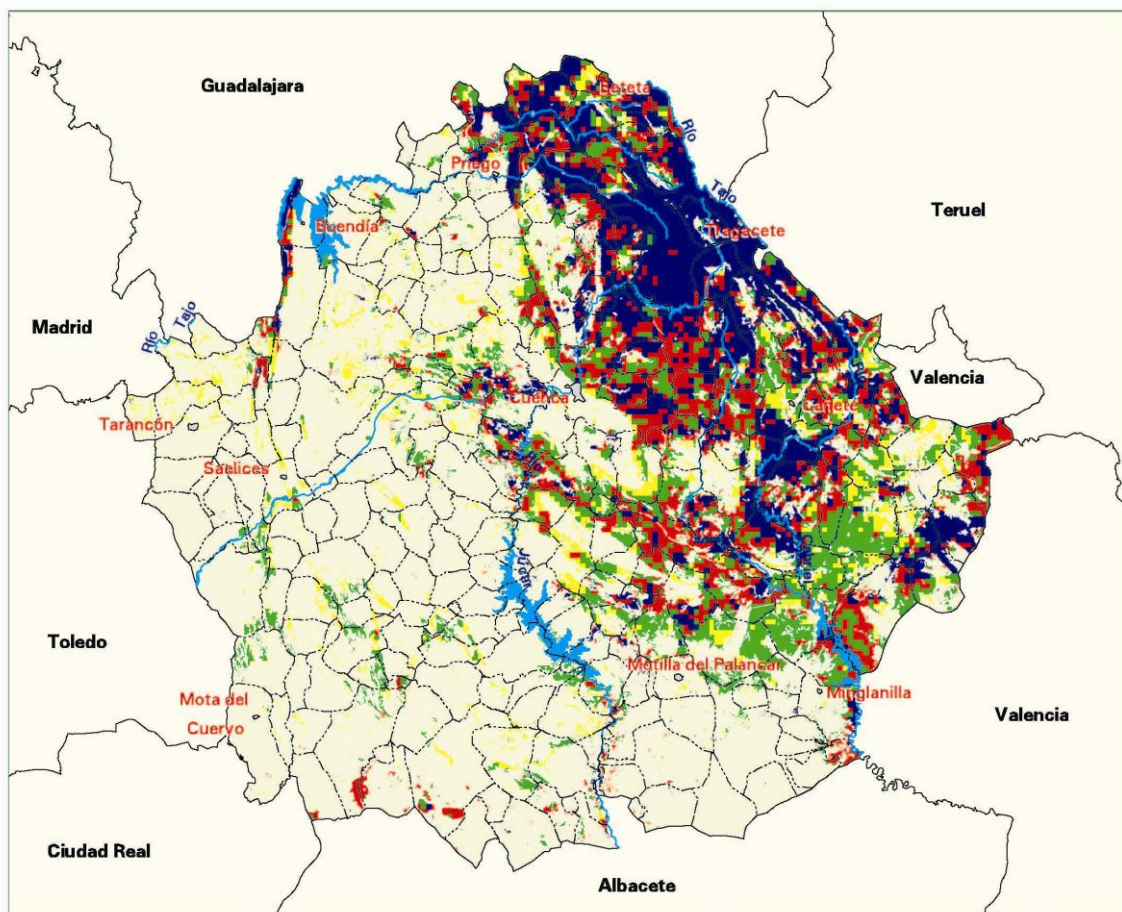 Guadalajara
Beteta
Río
Priego
Tajo
Teruel
Buendía
Tragacete
Madrid
Río
Tajo
Valencia
Cuenca
Cañete
Tarancón
Saelices
Júcar
Toledo
Motilla del Palancar
Mota del
Cuervo
Minglanilla
Valencia
Ciudad Real
Albacete